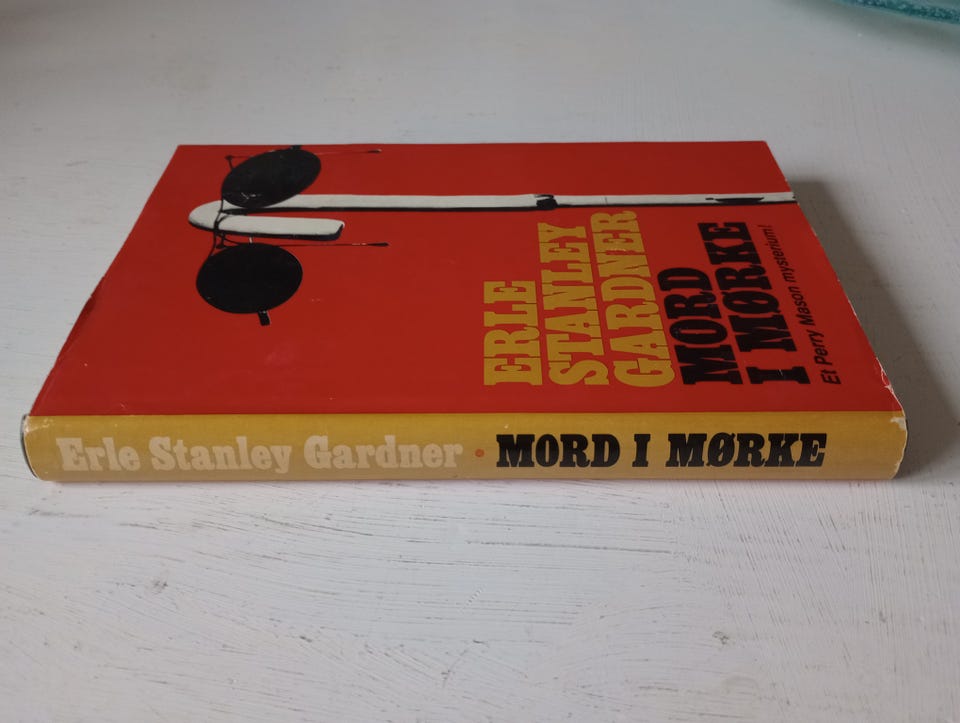 ERLE
STANLEY
GARDNER
MORD
I MØRKE
Et Perry Mason mysterium!
Erle Stanley Gardner • MORD I MØRKE